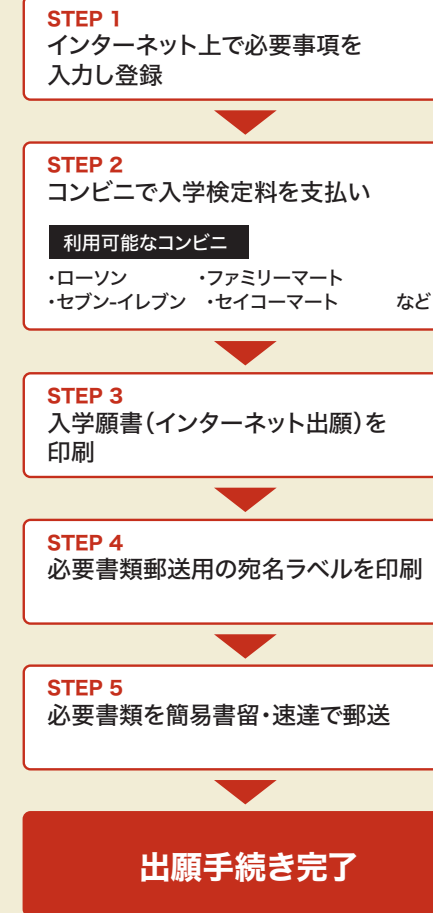 STEP 1
インターネット上で必要事項を
入力し登録
STEP 2
コンビニで入学検定料を支払い
利用可能なコンビニ
・ローソン ・ファミリーマート
・セブン-イレブン ・セイコーマート など
STEP 3
入学願書（インターネット出願）を
印刷
STEP 4
必要書類郵送用の宛名ラベルを印刷
STEP 5
必要書類を簡易書留・速達で郵送
出願手続き完了